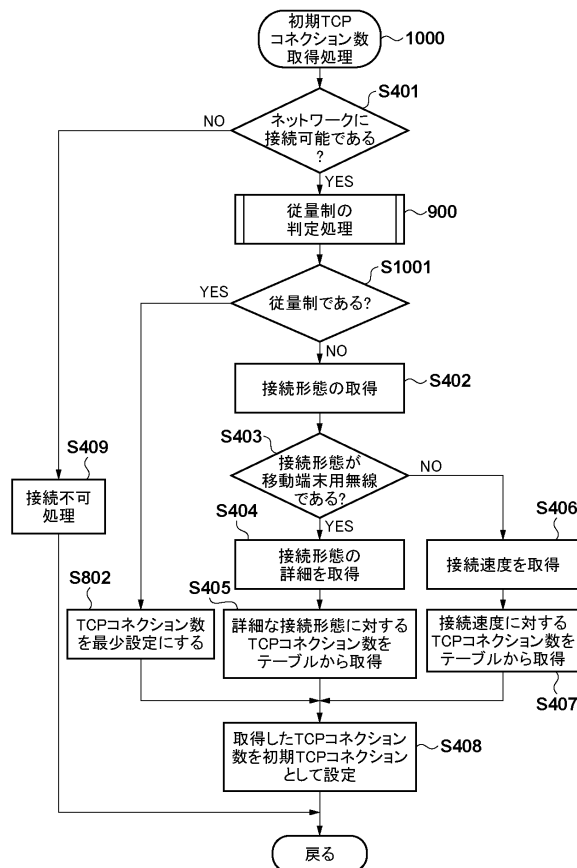 初期TCP
コネクション数
取得処理
1000
S401
ネットワークに
接続可能である
?
NO
YES
従量制の
判定処理
900
S1001
従量制である?
YES
NO
接続形態の取得
S402
S403
接続形態が
移動端末用無線
である?
NO
YES
S409
接続不可
処理
S404
接続形態の
詳細を取得
S406
接続速度を取得
S802
TCPコネクション数
を最少設定にする
S405
詳細な接続形態に対する
TCPコネクション数を
テーブルから取得
接続速度に対する
TCPコネクション数を
テーブルから取得
S407
取得したTCPコネクション
数を初期TCPコネクション
として設定
S408
戻る